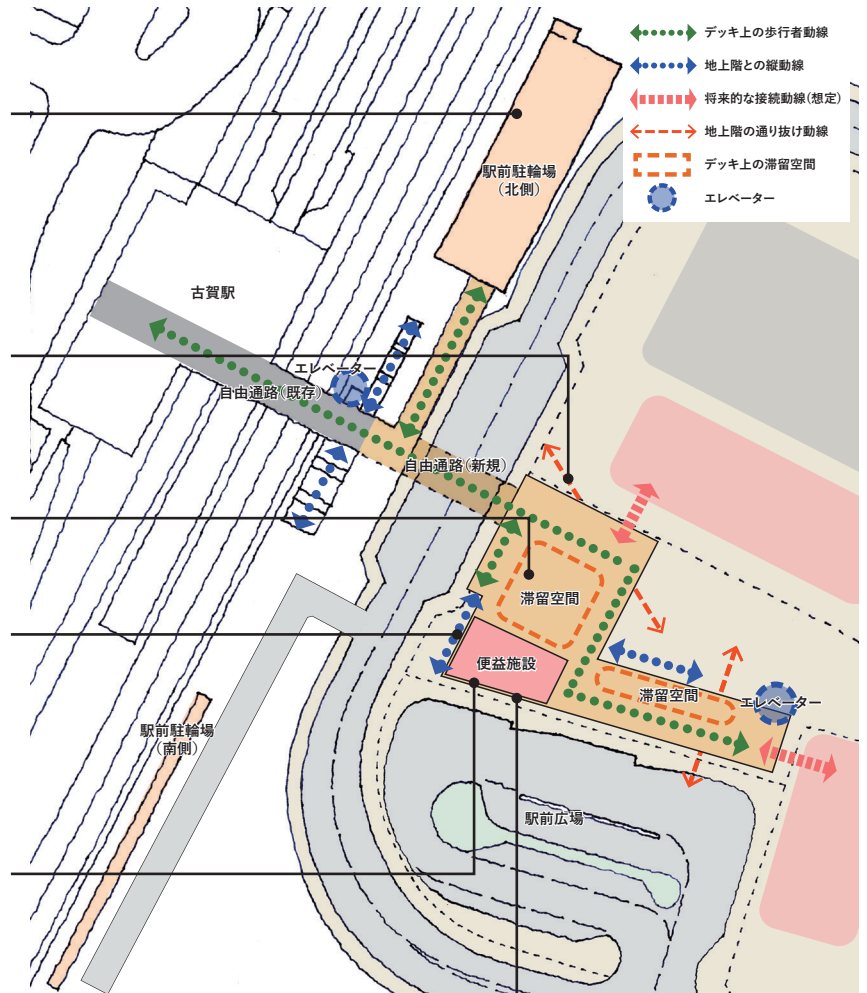 デッキ上の歩行者動線
地上階との縦動線
将来的な接続動線(想定)
地上階の通り抜け動線
デッキ上の滞留空間
エレベーター
駅前駐輪場
(北側)
古賀駅
エレベーター
自由通路(既存)
自由通路(新規)
滞留空間
便益施設
滞留空間
エレベーター
駅前駐輪場
(南側)
駅前広場